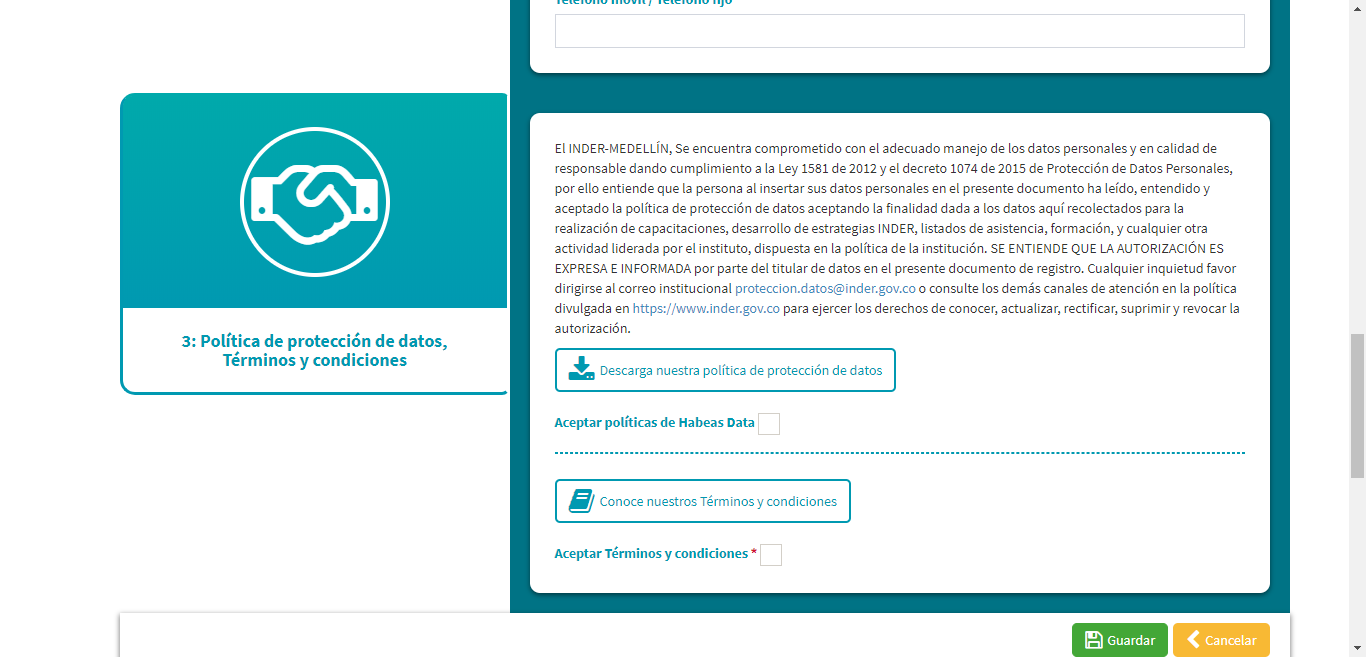 Teléfono móvil / Teléfono fijo
3: Política de protección de datos,
Términos y condiciones
El INDER-MEDELLÍN, Se encuentra comprometido con el adecuado manejo de los datos personales y en calidad de
responsable dando cumplimiento a la Ley 1581 de 2012 y el decreto 1074 de 2015 de Protección de Datos Personales,
por ello entiende que la persona al insertar sus datos personales en el presente documento ha leído, entendido y
aceptado la política de protección de datos aceptando la finalidad dada a los datos aquí recolectados para la
realización de capacitaciones, desarrollo de estrategias INDER, listados de asistencia, formación, y cualquier otra
actividad liderada por el instituto, dispuesta en la política de la institución. SE ENTIENDE QUE LA AUTORIZACIÓN ES
EXPRESA E INFORMADA por parte del titular de datos en el presente documento de registro. Cualquier inquietud favor
dirigirse al correo institucional proteccion.datos@inder.gov.co o consulte los demás canales de atención en la política
divulgada en https://www.inder.gov.co para ejercer los derechos de conocer, actualizar, rectificar, suprimir y revocar la
autorización.
Descarga nuestra política de protección de datos
Aceptar políticas de Habeas Data
Conoce nuestros Términos y condiciones
Aceptar Términos y condiciones *
Guardar
Cancelar